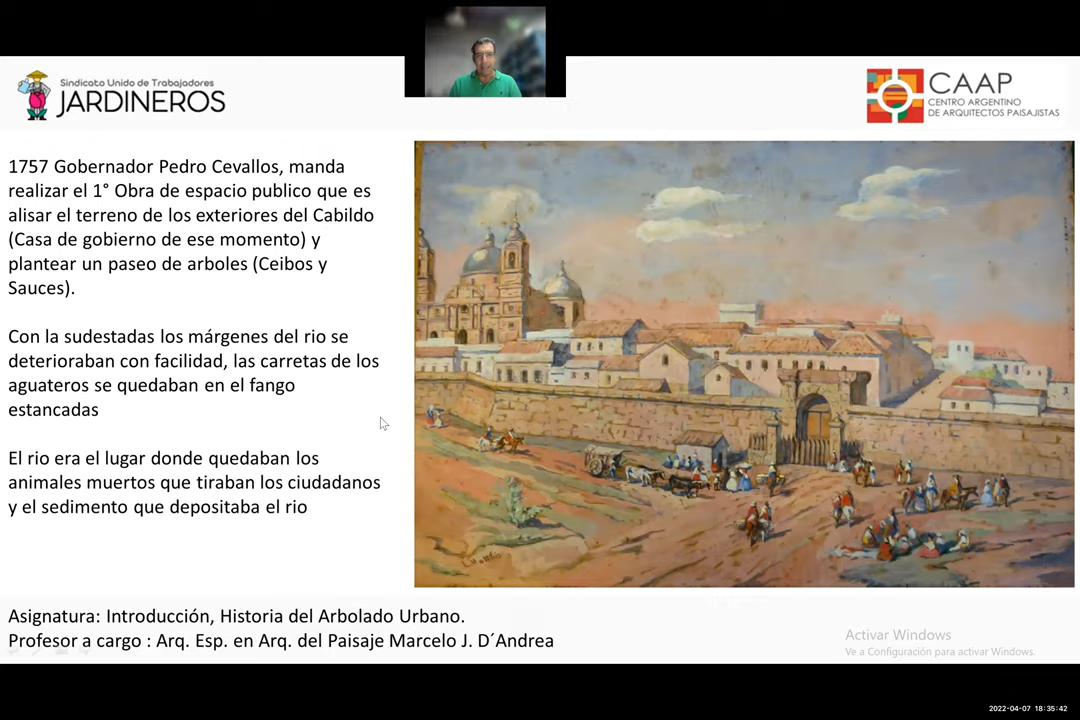 Sindicato Unido de Trabajadores
JARDINEROS
CAAP
CENTRO ARGENTINO
DE ARQUITECTOS PAISAJISTAS
1757 Gobernador Pedro Cevallos, manda
realizar el 1° Obra de espacio publico que es
alisar el terreno de los exteriores del Cabildo
(Casa de gobierno de ese momento) y
plantear un paseo de arboles (Ceibos y
Sauces).
Con la sudestadas los márgenes del rio se
deterioraban con facilidad, las carretas de los
aguateros se quedaban en el fango
estancadas
El rio era el lugar donde quedaban los
animales muertos que tiraban los ciudadanos
y el sedimento que depositaba el rio
Asignatura: Introducción, Historia del Arbolado Urbano.
Profesor a cargo : Arq. Esp. en Arq. del Paisaje Marcelo J. D´Andrea
Activar Windows
Ve a Configuración para activar Windows.
2022-04-07 18:35:42